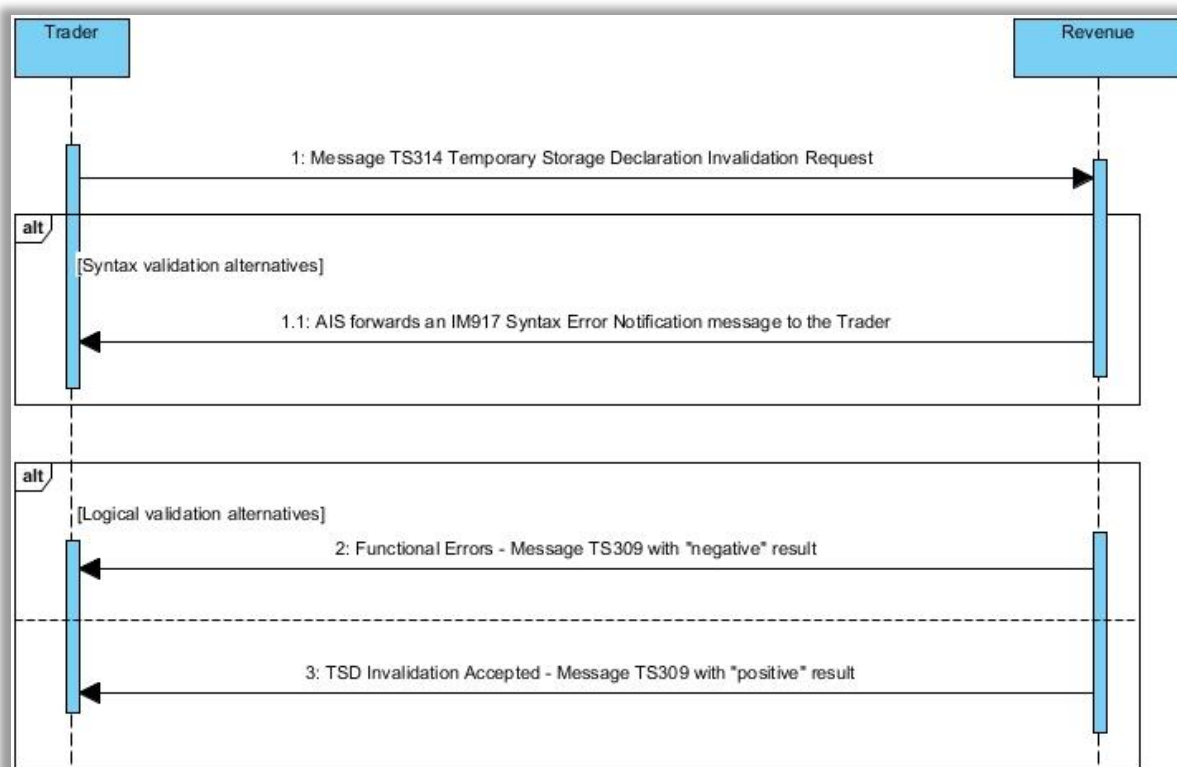 Trader
Revenue
1: Message TS314 Temporary Storage Declaration Invalidation Request
alt
[Syntax validation alternatives]
1.1: AIS forwards an IM917 Syntax Error Notification message to the Trader
alt
[Logical validation alternatives]
2: Functional Errors - Message TS309 with "negative" result
3: TSD Invalidation Accepted - Message TS309 with "positive" result